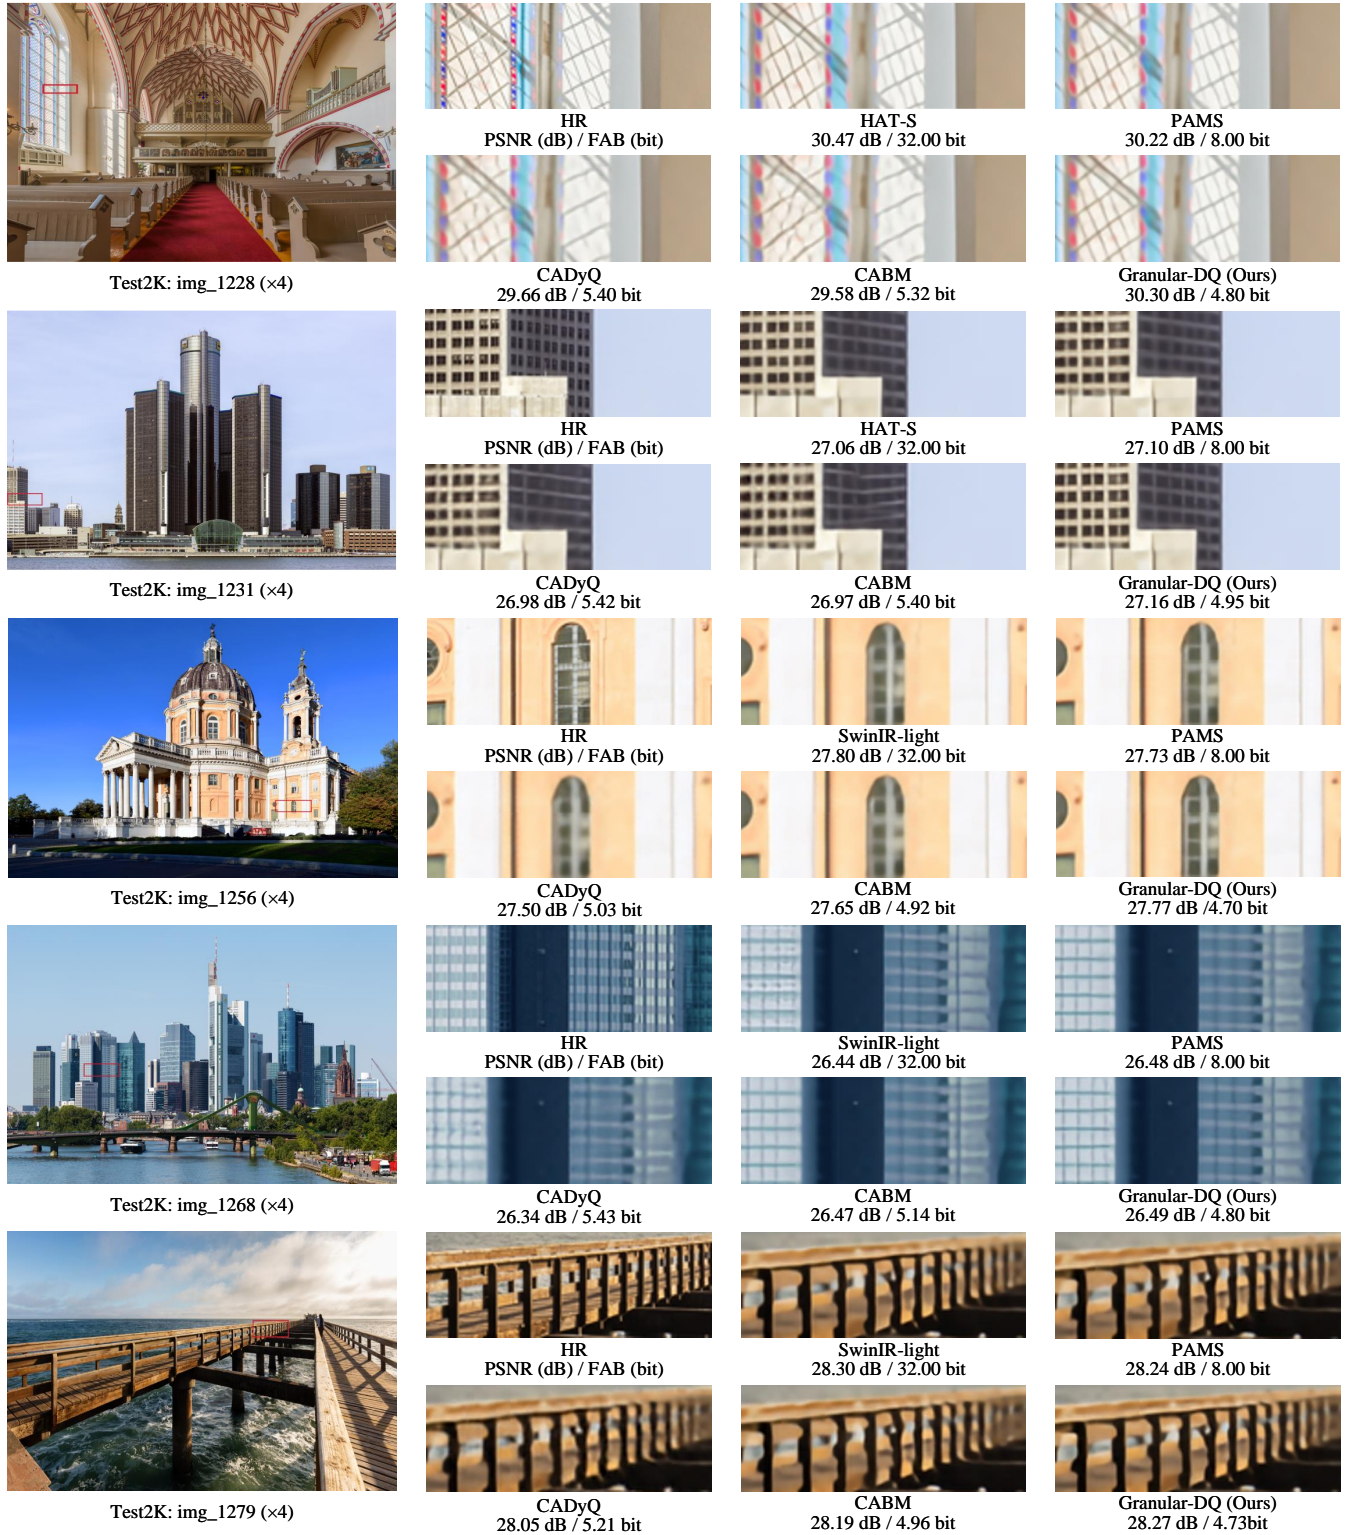 HR
PSNR (dB) / FAB (bit)
HAT-S
30.47 dB / 32.00 bit
PAMS
30.22 dB / 8.00 bit
CADyQ
29.66 dB / 5.40 bit
CABM
29.58 dB / 5.32 bit
Granular-DQ (Ours)
30.30 dB / 4.80 bit
Test2K: img_1228 (×4)
HR
PSNR (dB) / FAB (bit)
HAT-S
27.06 dB / 32.00 bit
PAMS
27.10 dB / 8.00 bit
CADyQ
26.98 dB / 5.42 bit
CABM
26.97 dB / 5.40 bit
Granular-DQ (Ours)
27.16 dB / 4.95 bit
Test2K: img_1231 (×4)
HR
PSNR (dB) / FAB (bit)
SwinIR-light
27.80 dB / 32.00 bit
PAMS
27.73 dB / 8.00 bit
CADyQ
27.50 dB / 5.03 bit
CABM
27.65 dB / 4.92 bit
Granular-DQ (Ours)
27.77 dB /4.70 bit
Test2K: img_1256 (×4)
HR
PSNR (dB) / FAB (bit)
SwinIR-light
26.44 dB / 32.00 bit
PAMS
26.48 dB / 8.00 bit
CADyQ
26.34 dB / 5.43 bit
CABM
26.47 dB / 5.14 bit
Granular-DQ (Ours)
26.49 dB / 4.80 bit
Test2K: img_1268 (×4)
HR
PSNR (dB) / FAB (bit)
SwinIR-light
28.30 dB / 32.00 bit
PAMS
28.24 dB / 8.00 bit
CADyQ
28.05 dB / 5.21 bit
CABM
28.19 dB / 4.96 bit
Granular-DQ (Ours)
28.27 dB / 4.73bit
Test2K: img_1279 (×4)